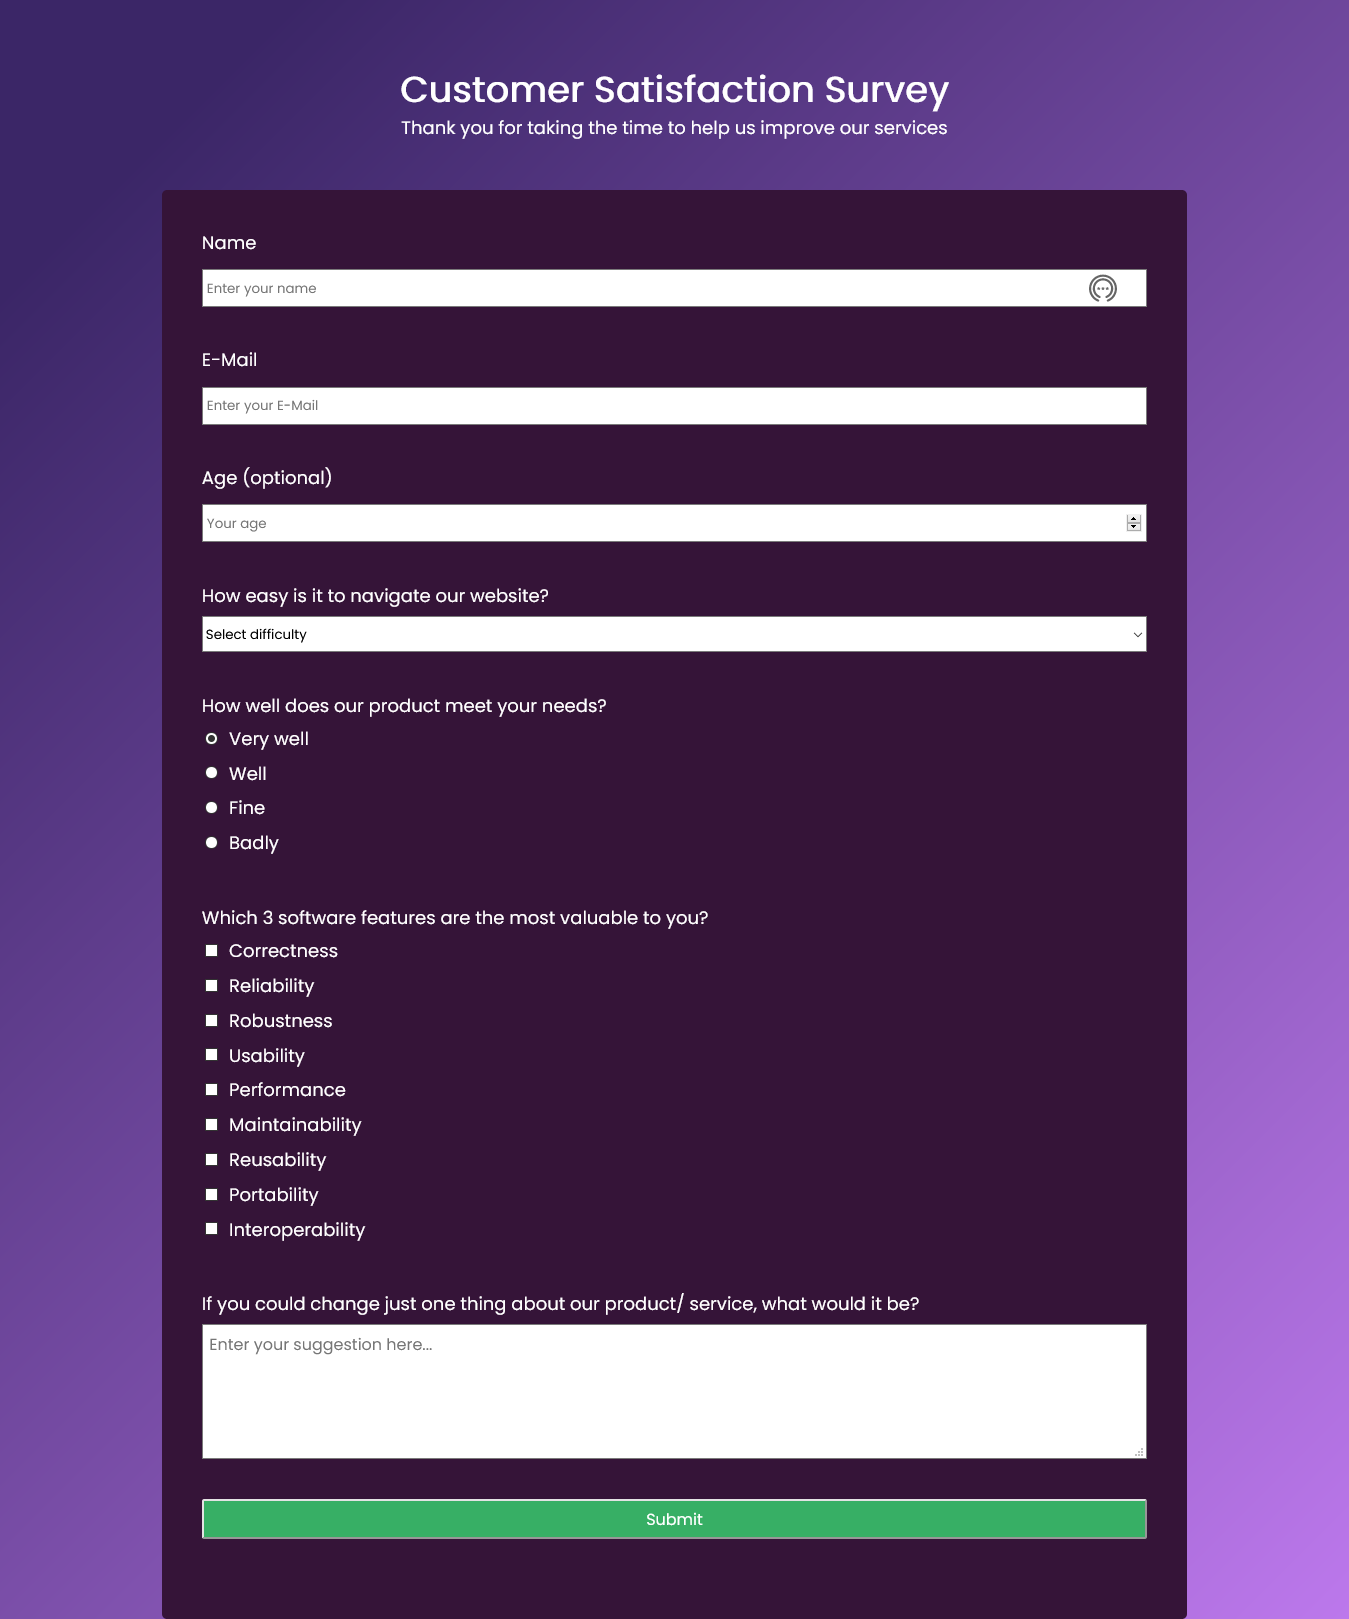 Customer Satisfaction Survey
Thank you for taking the time to help us improve our services
Name
Enter your name
E-Mail
Enter your E-Mail
Age (optional)
Your age
How easy is it to navigate our website?
Select difficulty
How well does our product meet your needs?
Very well
Well
Fine
Badly
Which 3 software features are the most valuable to you?
Correctness
Reliability
Robustness
Usability
Performance
Maintainability
Reusability
Portability
Interoperability
If you could change just one thing about our product/ service, what would it be?
Enter your suggestion here...
Submit